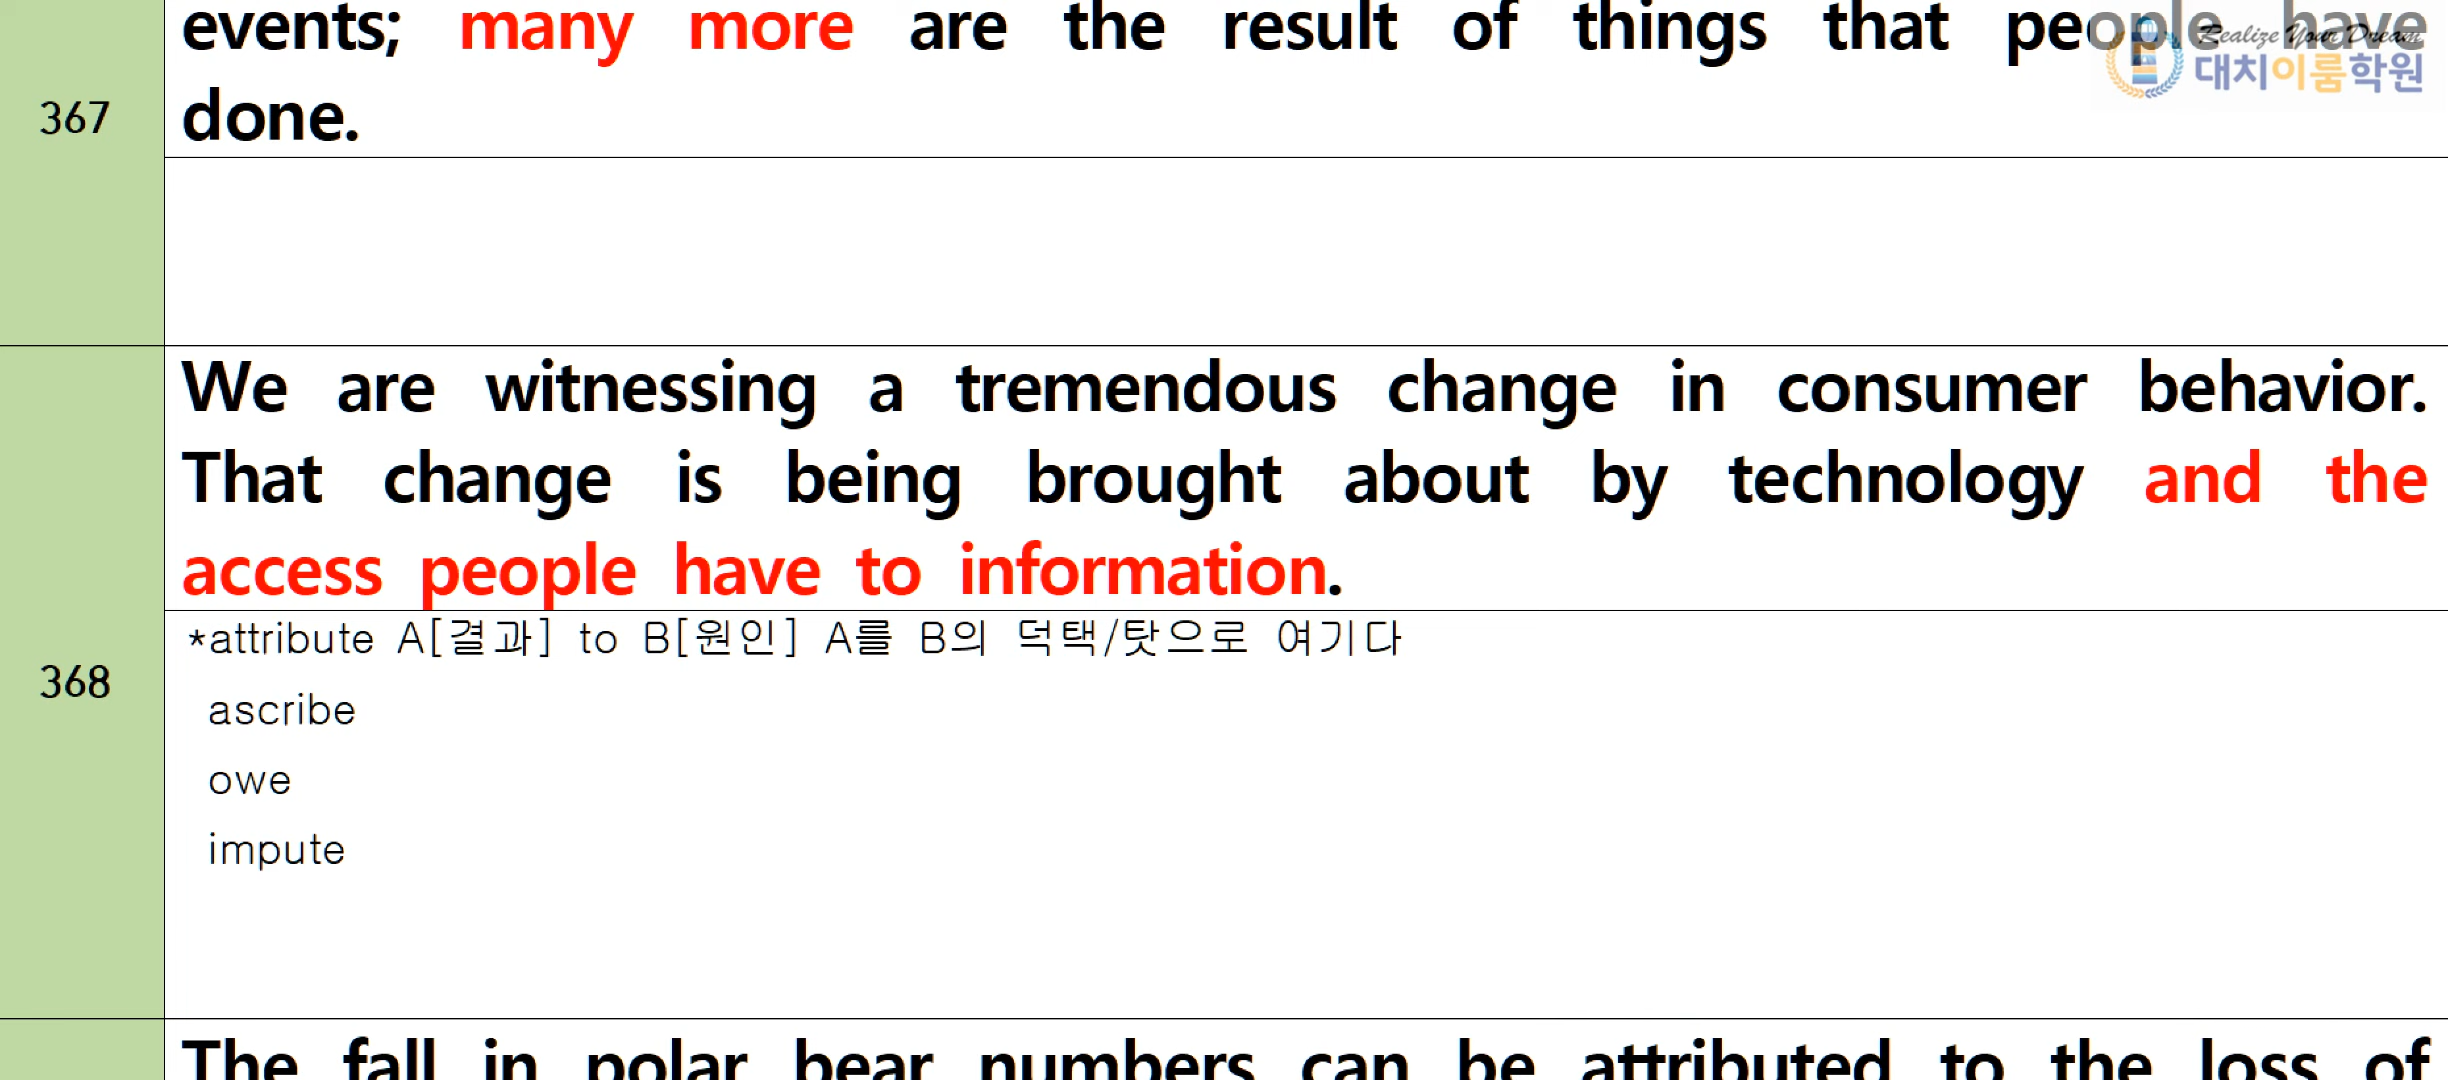 events; many more are the result of things that people have
Realize Your Dream
대치이룸학원
367
done.
We are witnessing a tremendous change in consumer behavior.
That change is being brought about by technology and the
access people have to information.
*attribute A[결과] to B[원인] A를 B의 덕택/탓으로 여기다
368
ascribe
owe
impute
The fall in polar bear numbers can be attributed to the loss of